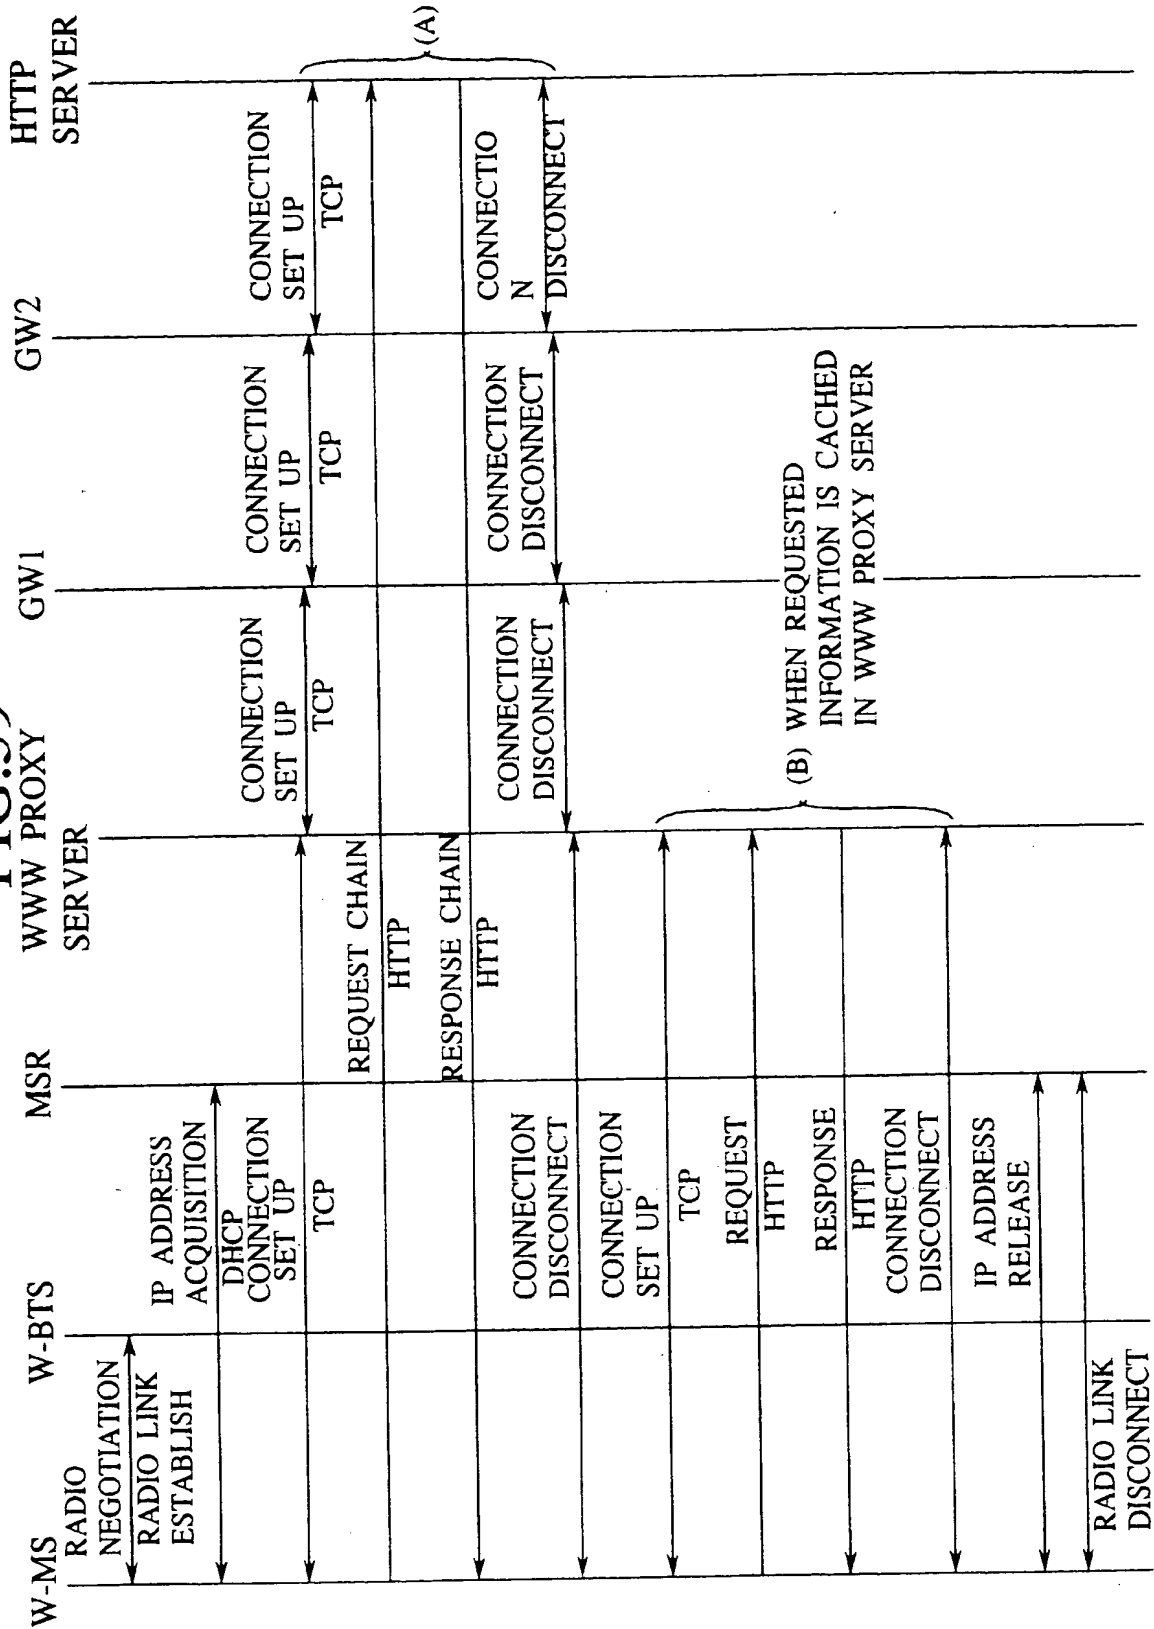 W-MS
W-BTS
MSR
WWW PROXY
SERVER
GW1
GW2
HTTP
SERVER
RADIO
NEGOTIATION
RADIO LINK
ESTABLISH
IP ADDRESS
ACQUISITION
DHCP
CONNECTION
SET UP
TCP
CONNECTION
SET UP
TCP
CONNECTION
SET UP
TCP
CONNECTION
SET UP
TCP
REQUEST CHAIN
HTTP
RESPONSE CHAIN
HTTP
(A)
CONNECTION
DISCONNECT
CONNECTION
DISCONNECT
CONNECTION
DISCONNECT
CONNECTIO
N
DISCONNECT
CONNECTION
SET UP
TCP
REQUEST
HTTP
RESPONSE
HTTP
CONNECTION
DISCONNECT
(B) WHEN REQUESTED
INFORMATION IS CACHED
IN WWW PROXY SERVER
IP ADDRESS
RELEASE
RADIO LINK
DISCONNECT